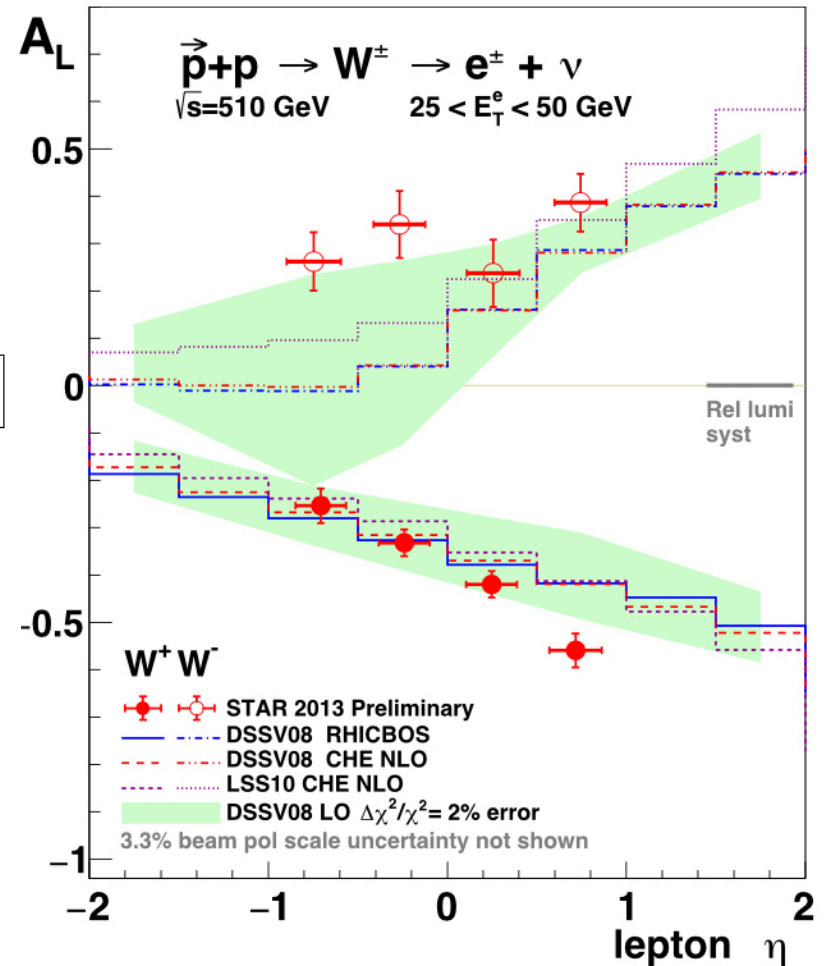 A_L
p⃗+p → W± → e± + ν
√s=510 GeV 25 < E_T^e < 50 GeV
0.5
0
Rel lumi
syst
-0.5
W⁺ W⁻
STAR 2013 Preliminary
DSSV08 RHICBOS
DSSV08 CHE NLO
LSS10 CHE NLO
DSSV08 LO Δχ²/χ²= 2% error
3.3% beam pol scale uncertainty not shown
−1
−2 −1 0 1 2
lepton η